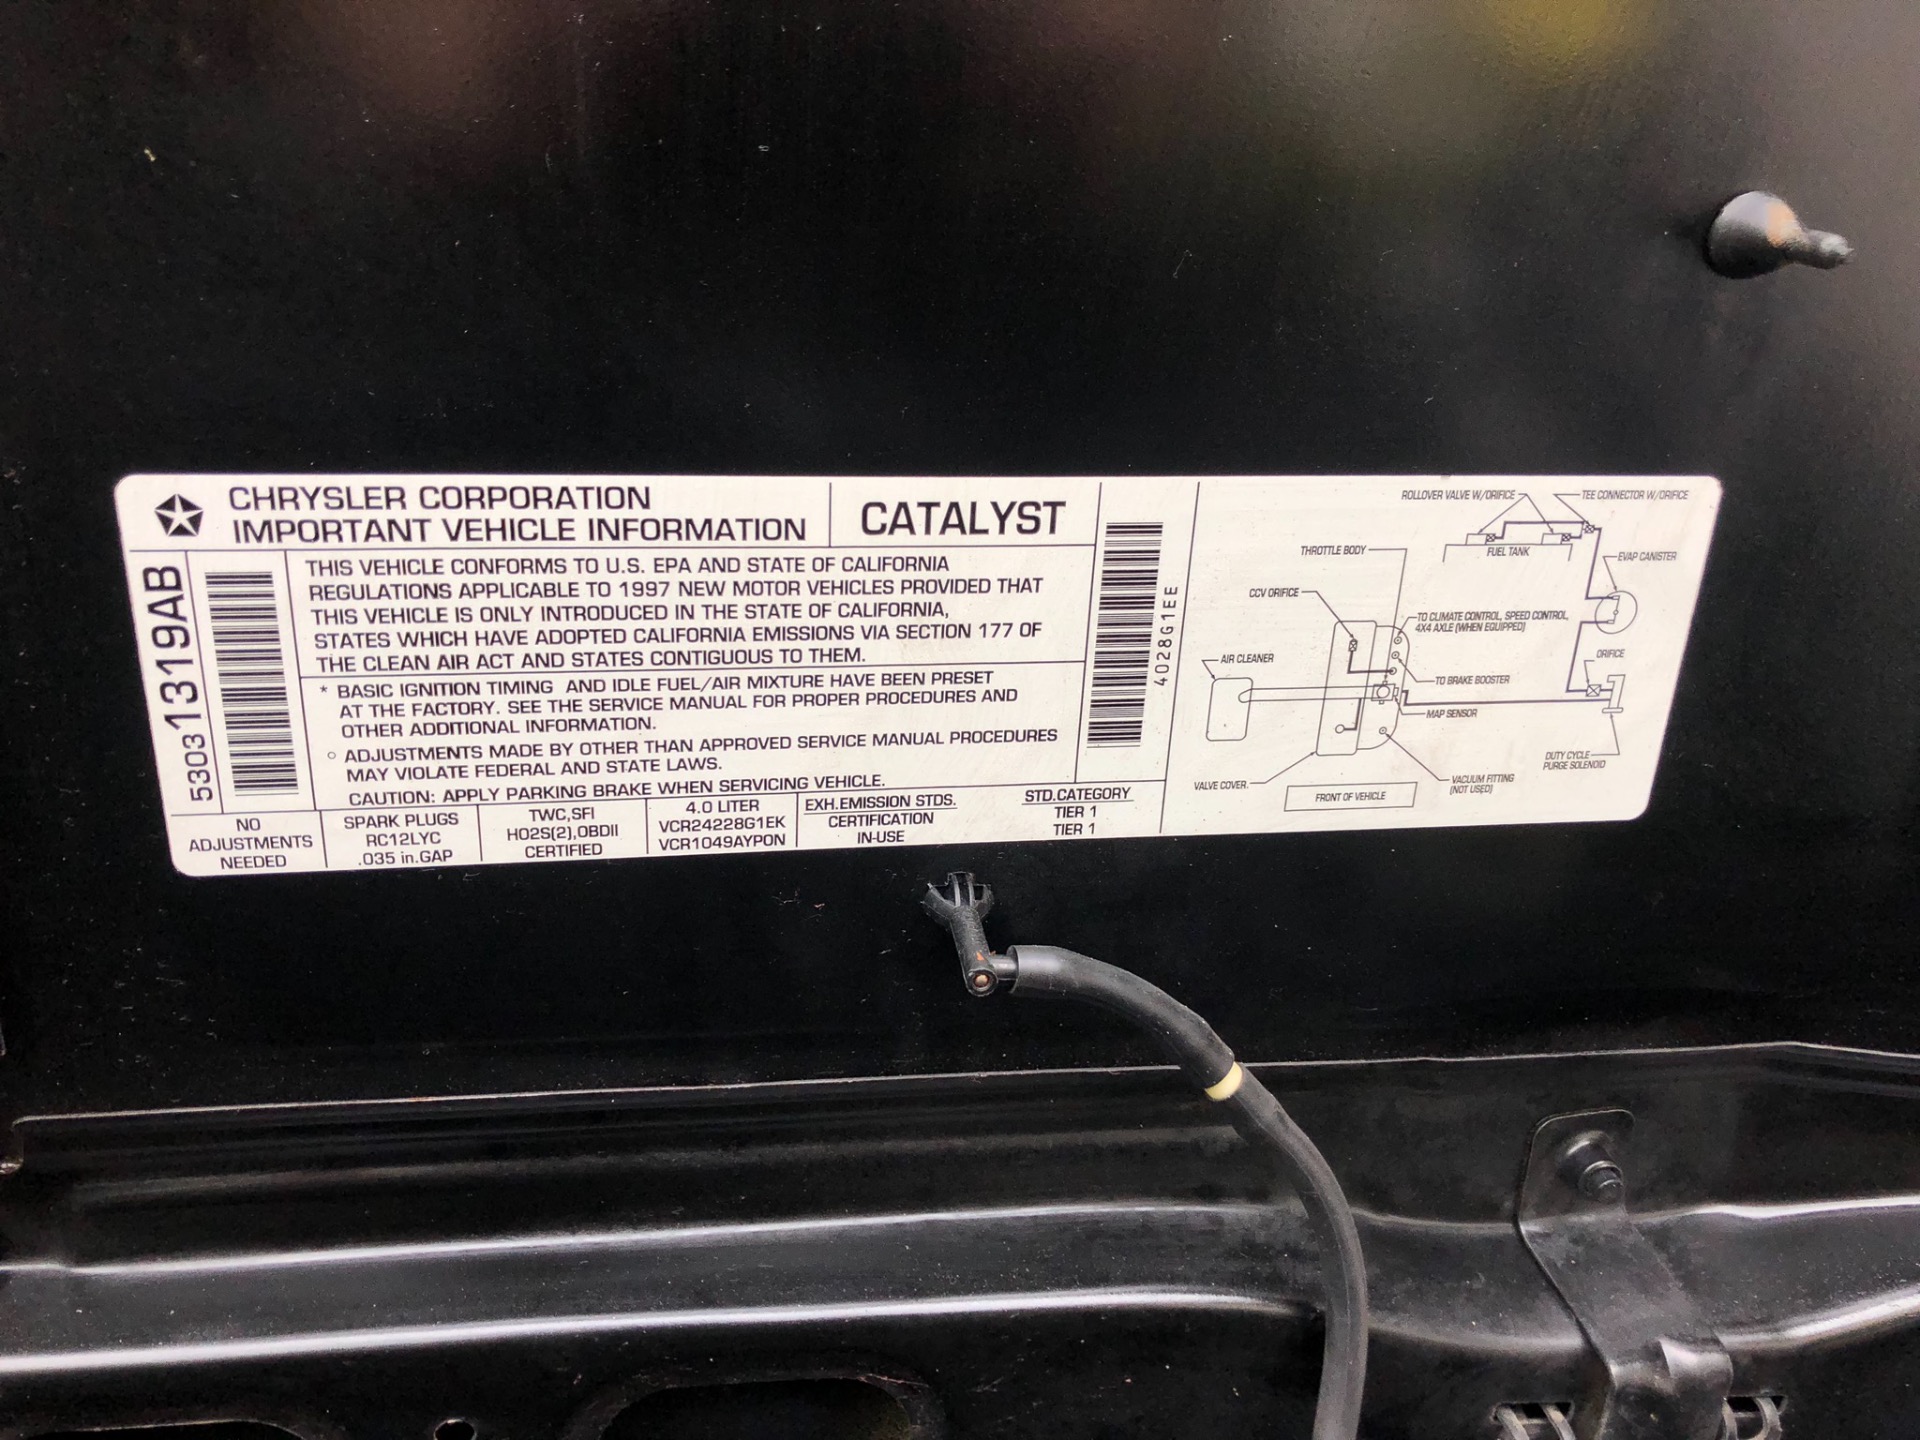 CHRYSLER CORPORATION
IMPORTANT VEHICLE INFORMATION
CATALYST
53031319AB
THIS VEHICLE CONFORMS TO U.S. EPA AND STATE OF CALIFORNIA
REGULATIONS APPLICABLE TO 1997 NEW MOTOR VEHICLES PROVIDED THAT
THIS VEHICLE IS ONLY INTRODUCED IN THE STATE OF CALIFORNIA,
STATES WHICH HAVE ADOPTED CALIFORNIA EMISSIONS VIA SECTION 177 OF
THE CLEAN AIR ACT AND STATES CONTIGUOUS TO THEM.
* BASIC IGNITION TIMING AND IDLE FUEL/AIR MIXTURE HAVE BEEN PRESET
AT THE FACTORY. SEE THE SERVICE MANUAL FOR PROPER PROCEDURES AND
OTHER ADDITIONAL INFORMATION.
○ ADJUSTMENTS MADE BY OTHER THAN APPROVED SERVICE MANUAL PROCEDURES
MAY VIOLATE FEDERAL AND STATE LAWS.
CAUTION: APPLY PARKING BRAKE WHEN SERVICING VEHICLE.
NO
ADJUSTMENTS
NEEDED
SPARK PLUGS
RC12LYC
.035 in.GAP
TWC,SFI
HO2S(2),OBDII
CERTIFIED
4.0 LITER
VCR24228G1EK
VCR1049AYP0N
EXH.EMISSION STDS.
CERTIFICATION
IN-USE
STD.CATEGORY
TIER 1
TIER 1
4028G1EE
ROLLOVER VALVE W/ORIFICE
TEE CONNECTOR W/ORIFICE
FUEL TANK
THROTTLE BODY
EVAP CANISTER
CCV ORIFICE
TO CLIMATE CONTROL, SPEED CONTROL,
4X4 AXLE (WHEN EQUIPPED)
AIR CLEANER
ORIFICE
TO BRAKE BOOSTER
MAP SENSOR
DUTY CYCLE
PURGE SOLENOID
VALVE COVER.
VACUUM FITTING
(NOT USED)
FRONT OF VEHICLE